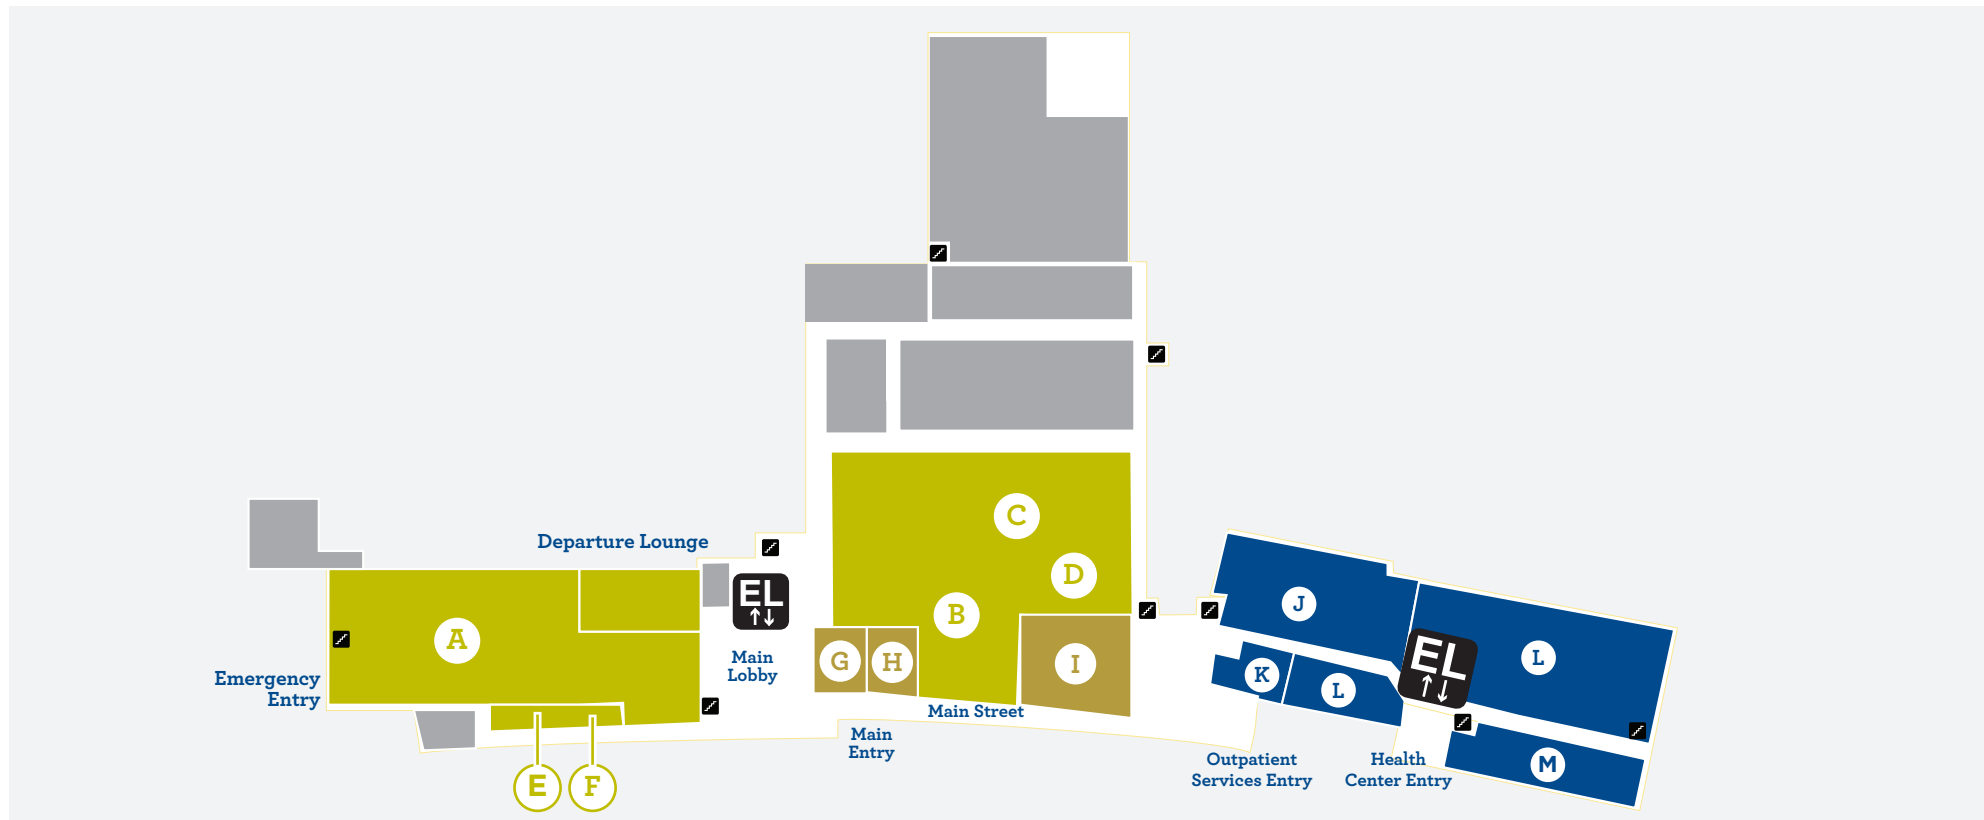 C
Departure Lounge
D
EL
J
B
A
L
Main
Lobby
G
H
I
EL
K
L
Emergency
Entry
Main Street
Main
Entry
Outpatient
Services Entry
Health
Center Entry
M
E
F